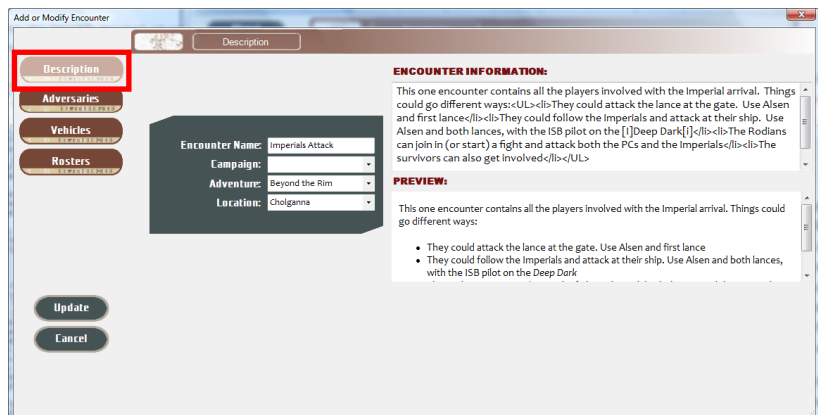 Add or Modify Encounter
Description
Description
Adversaries
Vehicles
Rosters
Encounter Name: Imperials Attack
Campaign:
Adventure: Beyond the Rim
Location: Cholganna
Update
Cancel
ENCOUNTER INFORMATION:
This one encounter contains all the players involved with the Imperial arrival. Things
could go different ways:<UL><li>They could attack the lance at the gate. Use Alsen
and first lance</li><li>They could follow the Imperials and attack at their ship. Use
Alsen and both lances, with the ISB pilot on the [I]Deep Dark[i]</li><li>The Rodians
can join in (or start) a fight and attack both the PCs and the Imperials</li><li>The
survivors can also get involved</li></UL>
PREVIEW:
This one encounter contains all the players involved with the Imperial arrival. Things could
go different ways:
• They could attack the lance at the gate. Use Alsen and first lance
• They could follow the Imperials and attack at their ship. Use Alsen and both lances,
with the ISB pilot on the Deep Dark